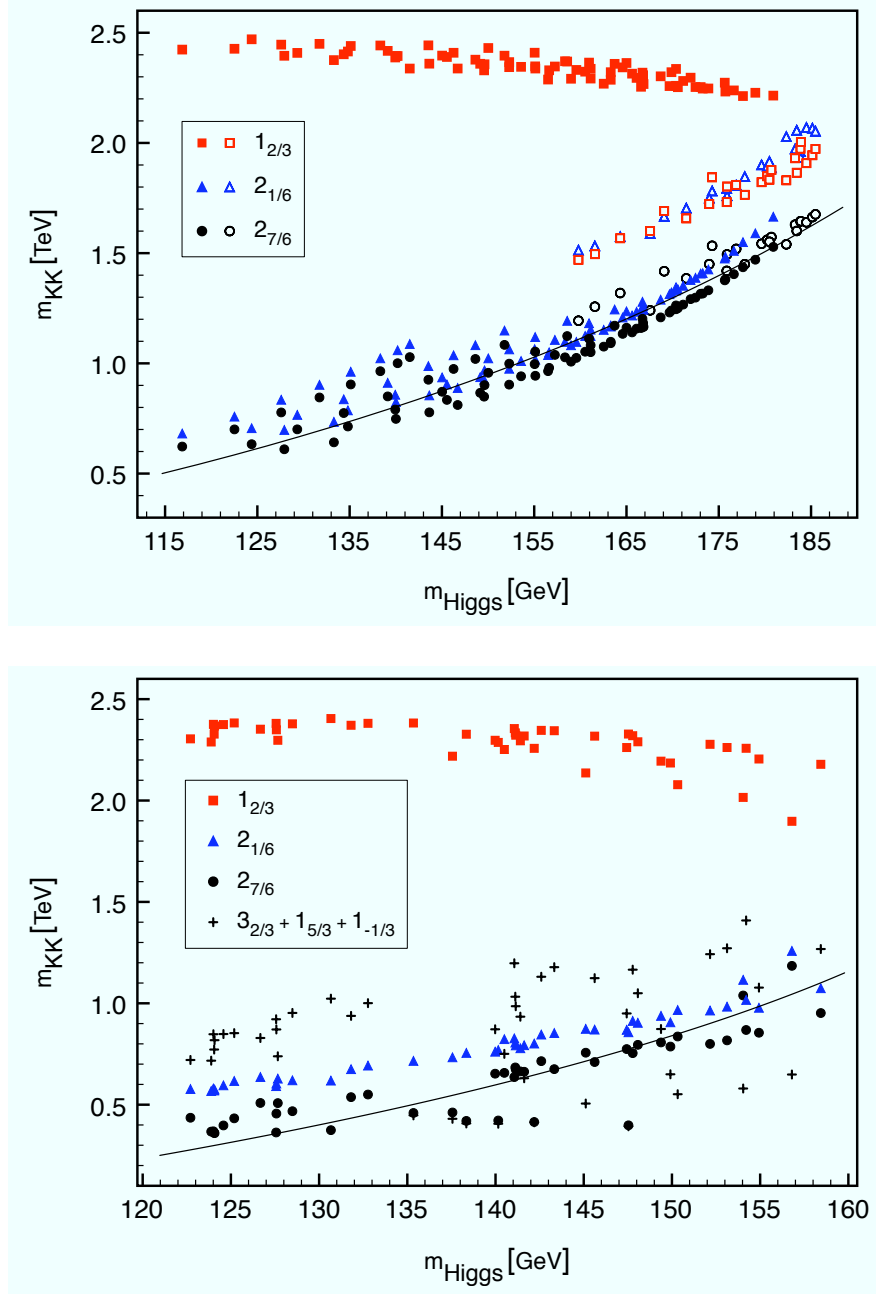 2.5
2.0
1.5
1.0
0.5
m_KK [TeV]
1_2/3
2_1/6
2_7/6
115 125 135 145 155 165 175 185
m_Higgs [GeV]
2.5
2.0
1.5
1.0
0.5
m_KK [TeV]
1_2/3
2_1/6
2_7/6
3_2/3 + 1_5/3 + 1_-1/3
120 125 130 135 140 145 150 155 160
m_Higgs [GeV]